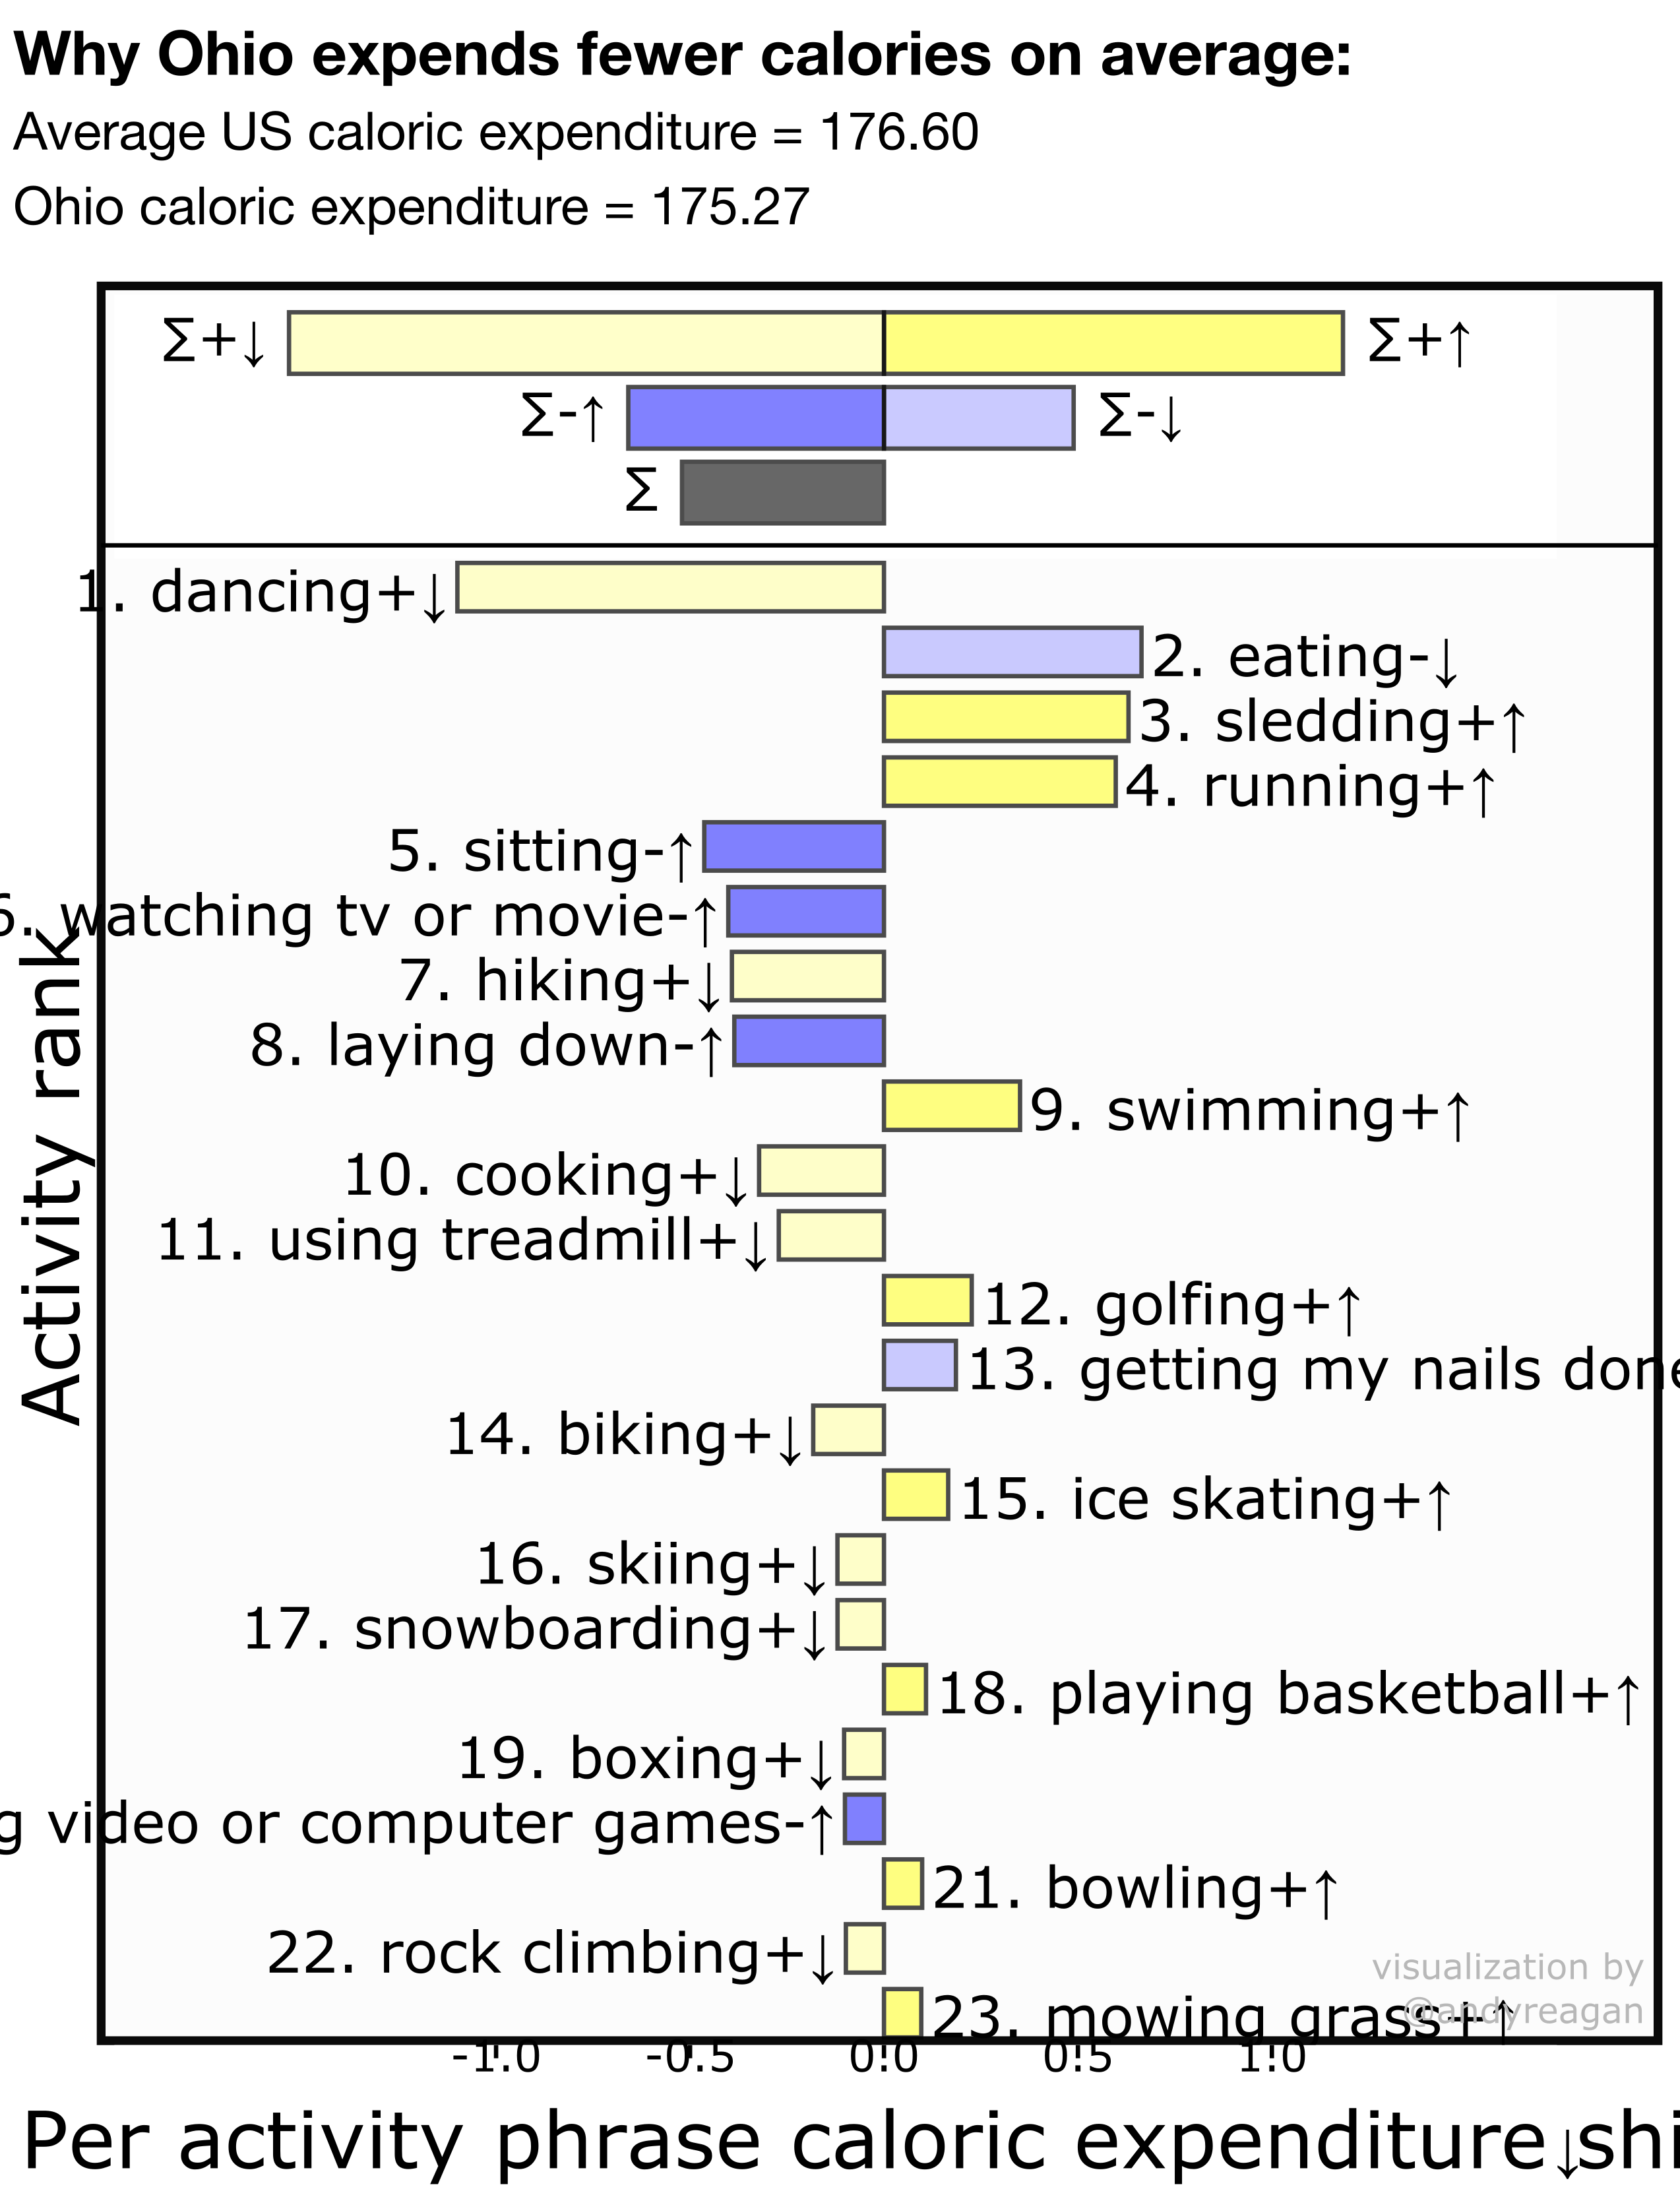 Why Ohio expends fewer calories on average:
Average US caloric expenditure = 176.60
Ohio caloric expenditure = 175.27
∑+↓
∑+↑
∑-↑
∑-↓
∑
1. dancing+↓
2. eating-↓
3. sledding+↑
4. running+↑
5. sitting-↑
6. watching tv or movie-↑
7. hiking+↓
8. laying down-↑
9. swimming+↑
10. cooking+↓
11. using treadmill+↓
12. golfing+↑
13. getting my nails done
14. biking+↓
15. ice skating+↑
16. skiing+↓
17. snowboarding+↓
18. playing basketball+↑
19. boxing+↓
g video or computer games-↑
21. bowling+↑
22. rock climbing+↓
23. mowing grass+↑
visualization by
@andyreagan
Activity rank
-1.0 -0.5 0.0 0.5 1.0
Per activity phrase caloric expenditure↓shi